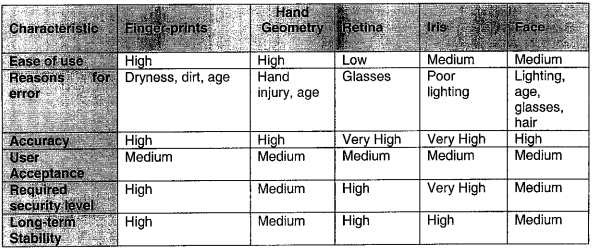 Characteristic Finger-prints Hand Geometry Retina Iris Face
Ease of use High High Low Medium Medium
Reasons for error Dryness, dirt, age Hand injury, age Glasses Poor lighting Lighting, age, glasses, hair
Accuracy High High Very High Very High High
User Acceptance Medium Medium Medium Medium Medium
Required security level High Medium High Very High Medium
Long-term Stability High Medium High High Medium